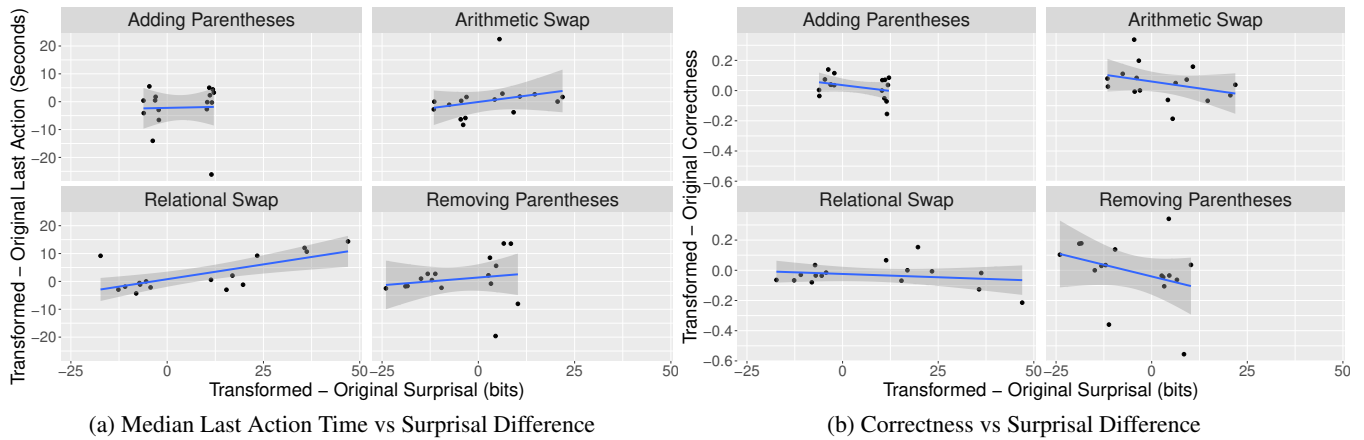 Adding Parentheses
Arithmetic Swap
20
10
0
−10
−20
Relational Swap
Removing Parentheses
20
10
0
−10
−20
−25
0
25
50
−25
0
25
50
Transformed − Original Last Action (Seconds)
Transformed − Original Surprisal (bits)
(a) Median Last Action Time vs Surprisal Difference
Adding Parentheses
Arithmetic Swap
0.2
0.0
−0.2
−0.4
−0.6
Relational Swap
Removing Parentheses
0.2
0.0
−0.2
−0.4
−0.6
−25
0
25
50
−25
0
25
50
Transformed − Original Correctness
Transformed − Original Surprisal (bits)
(b) Correctness vs Surprisal Difference